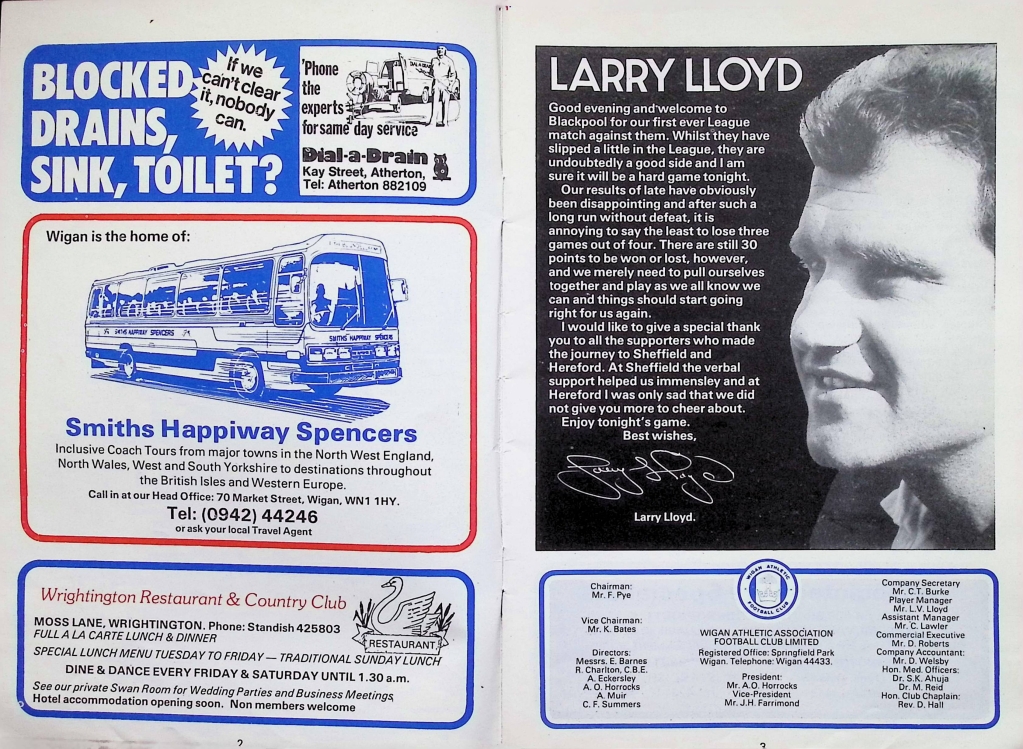 BLOCKED
DRAINS,
SINK, TOILET?
If we
can't clear
it, nobody
can.
'Phone
the
experts
for same day service
Dial-a-Drain
Kay Street, Atherton,
Tel: Atherton 882109
Wigan is the home of:
SMITHS HAPPIWAY SPENCERS
SMITHS HAPPIWAY SPENCERS
Smiths Happiway Spencers
Inclusive Coach Tours from major towns in the North West England,
North Wales, West and South Yorkshire to destinations throughout
the British Isles and Western Europe.
Call in at our Head Office: 70 Market Street, Wigan, WN1 1HY.
Tel: (0942) 44246
or ask your local Travel Agent
Wrightington Restaurant & Country Club
MOSS LANE, WRIGHTINGTON. Phone: Standish 425803
FULL A LA CARTE LUNCH & DINNER
RESTAURANT
SPECIAL LUNCH MENU TUESDAY TO FRIDAY — TRADITIONAL SUNDAY LUNCH
DINE & DANCE EVERY FRIDAY & SATURDAY UNTIL 1.30 a.m.
See our private Swan Room for Wedding Parties and Business Meetings,
Hotel accommodation opening soon. Non members welcome
2
LARRY LLOYD
Good evening and welcome to
Blackpool for our first ever League
match against them. Whilst they have
slipped a little in the League, they are
undoubtedly a good side and I am
sure it will be a hard game tonight.
Our results of late have obviously
been disappointing and after such a
long run without defeat, it is
annoying to say the least to lose three
games out of four. There are still 30
points to be won or lost, however,
and we merely need to pull ourselves
together and play as we all know we
can and things should start going
right for us again.
I would like to give a special thank
you to all the supporters who made
the journey to Sheffield and
Hereford. At Sheffield the verbal
support helped us immensley and at
Hereford I was only sad that we did
not give you more to cheer about.
Enjoy tonight's game.
Best wishes,
Larry Lloyd
Larry Lloyd.
Chairman:
Mr. F. Pye
Vice Chairman:
Mr. K. Bates
Directors:
Messrs. E. Barnes
R. Charlton, C.B.E.
A. Eckersley
A. O. Horrocks
A. Muir
C. F. Summers
WIGAN ATHLETIC
FOOTBALL CLUB
WIGAN ATHLETIC ASSOCIATION
FOOTBALL CLUB LIMITED
Registered Office: Springfield Park
Wigan. Telephone: Wigan 44433.
President:
Mr. A.O. Horrocks
Vice-President
Mr. J.H. Farrimond
Company Secretary
Mr. C.T. Burke
Player Manager
Mr. L.V. Lloyd
Assistant Manager
Mr. C. Lawler
Commercial Executive
Mr. D. Roberts
Company Accountant:
Mr. D. Welsby
Hon. Med. Officers:
Dr. S.K. Ahuja
Dr. M. Reid
Hon. Club Chaplain:
Rev. D. Hall
3